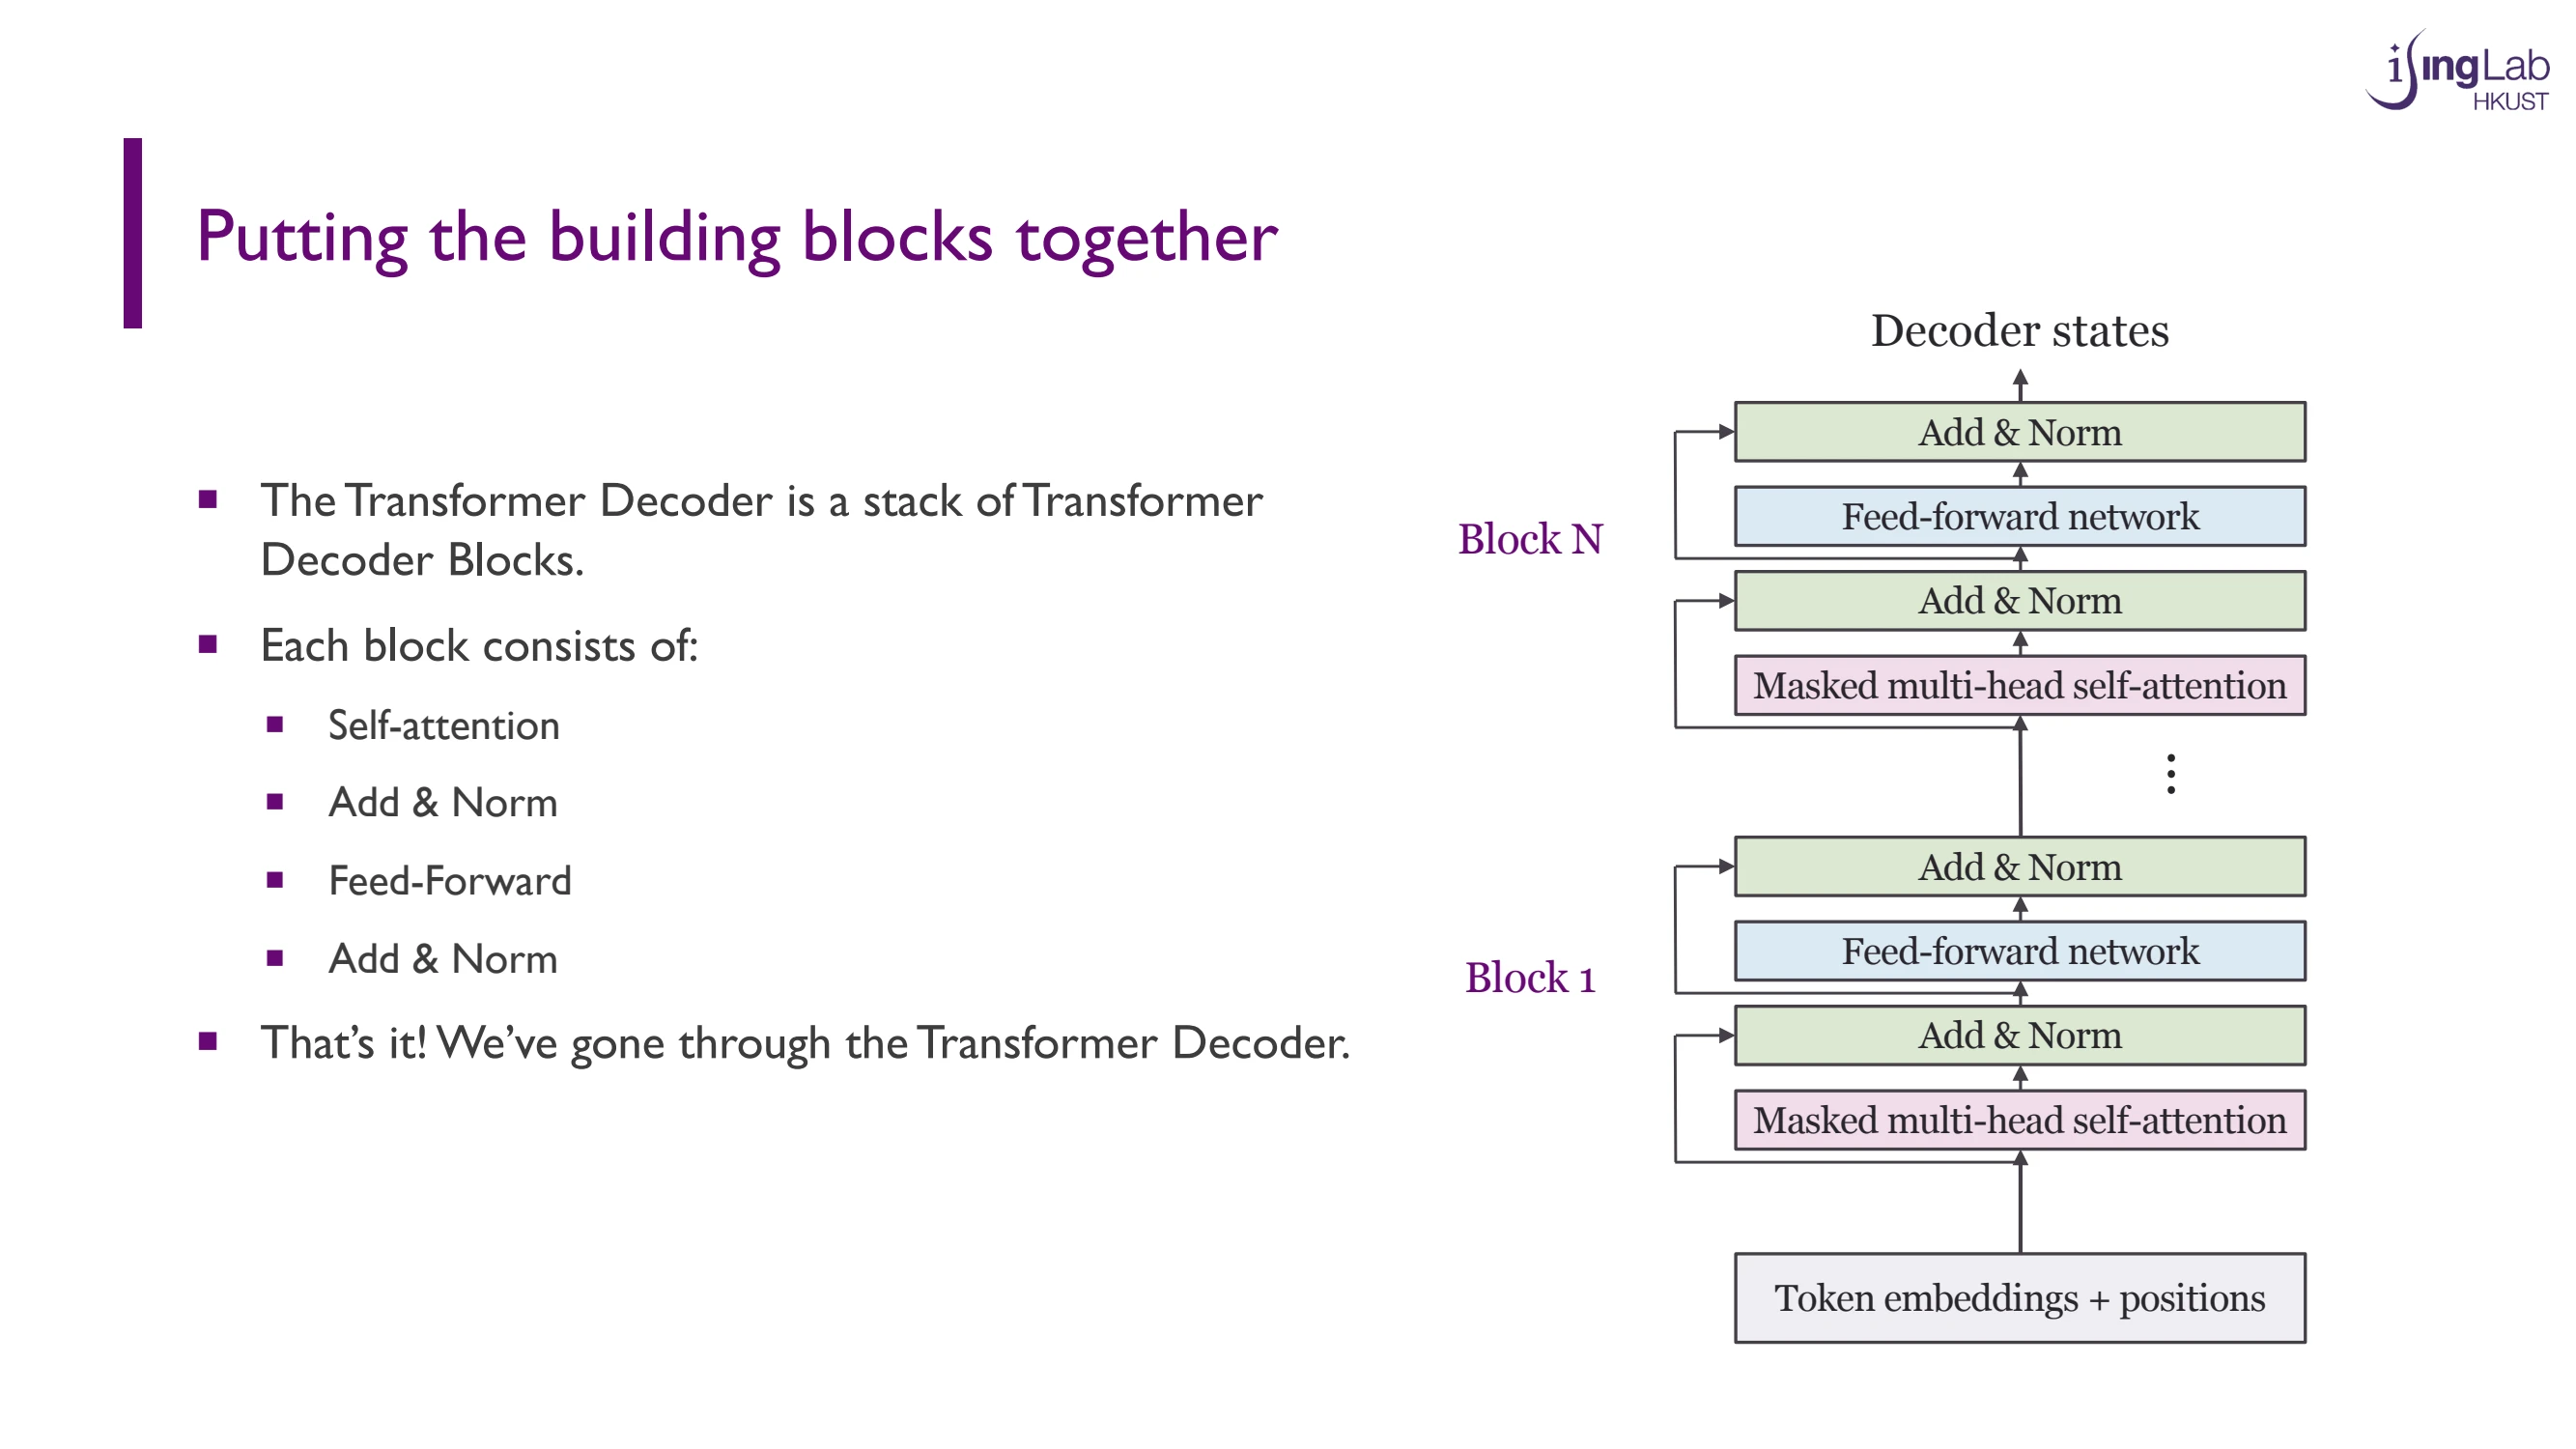 iSingLab
HKUST
Putting the building blocks together
The Transformer Decoder is a stack of Transformer
Decoder Blocks.
Each block consists of:
Self-attention
Add & Norm
Feed-Forward
Add & Norm
That’s it! We’ve gone through the Transformer Decoder.
Decoder states
Add & Norm
Feed-forward network
Block N
Add & Norm
Masked multi-head self-attention
⋮
Add & Norm
Feed-forward network
Block 1
Add & Norm
Masked multi-head self-attention
Token embeddings + positions